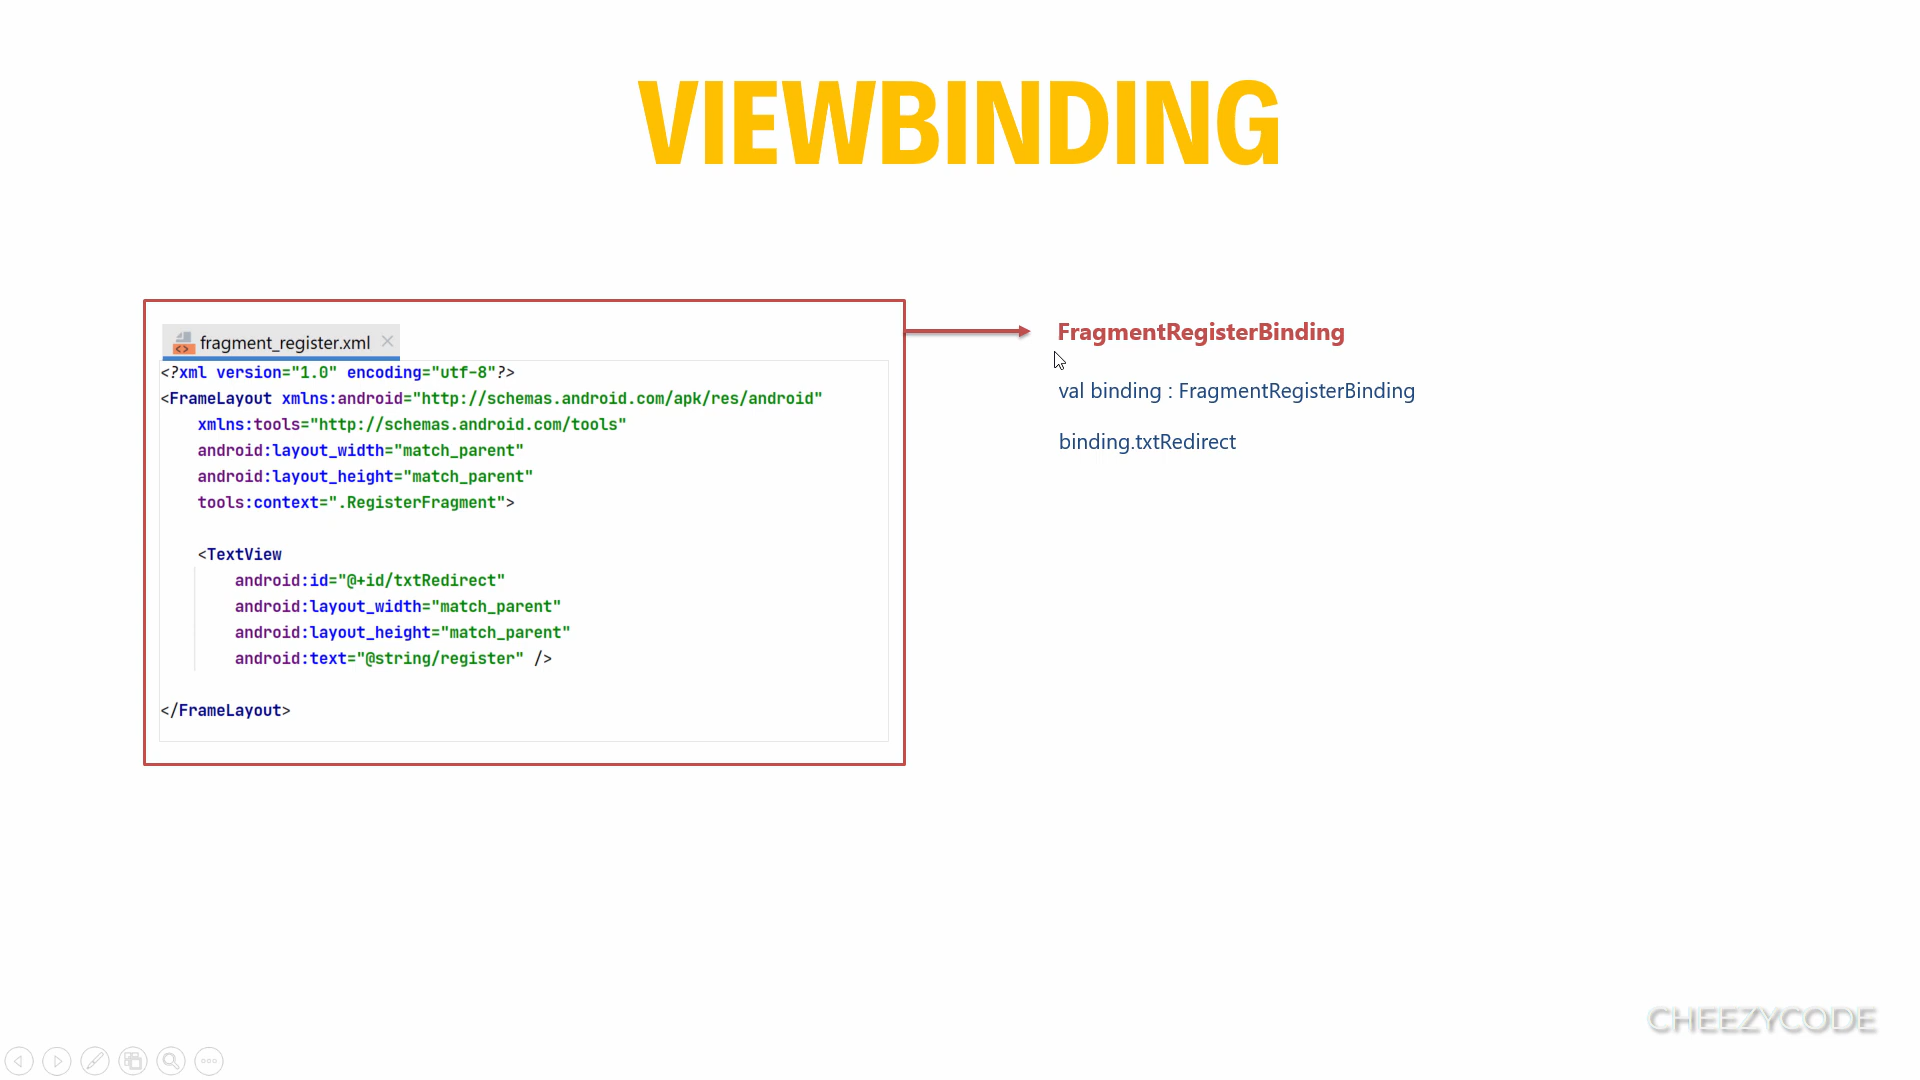 VIEWBINDING
fragment_register.xml
<?xml version="1.0" encoding="utf-8"?>
<FrameLayout xmlns:android="http://schemas.android.com/apk/res/android"
    xmlns:tools="http://schemas.android.com/tools"
    android:layout_width="match_parent"
    android:layout_height="match_parent"
    tools:context=".RegisterFragment">
    <TextView
        android:id="@+id/txtRedirect"
        android:layout_width="match_parent"
        android:layout_height="match_parent"
        android:text="@string/register" />
</FrameLayout>
FragmentRegisterBinding
val binding : FragmentRegisterBinding
binding.txtRedirect
CHEEZYCODE